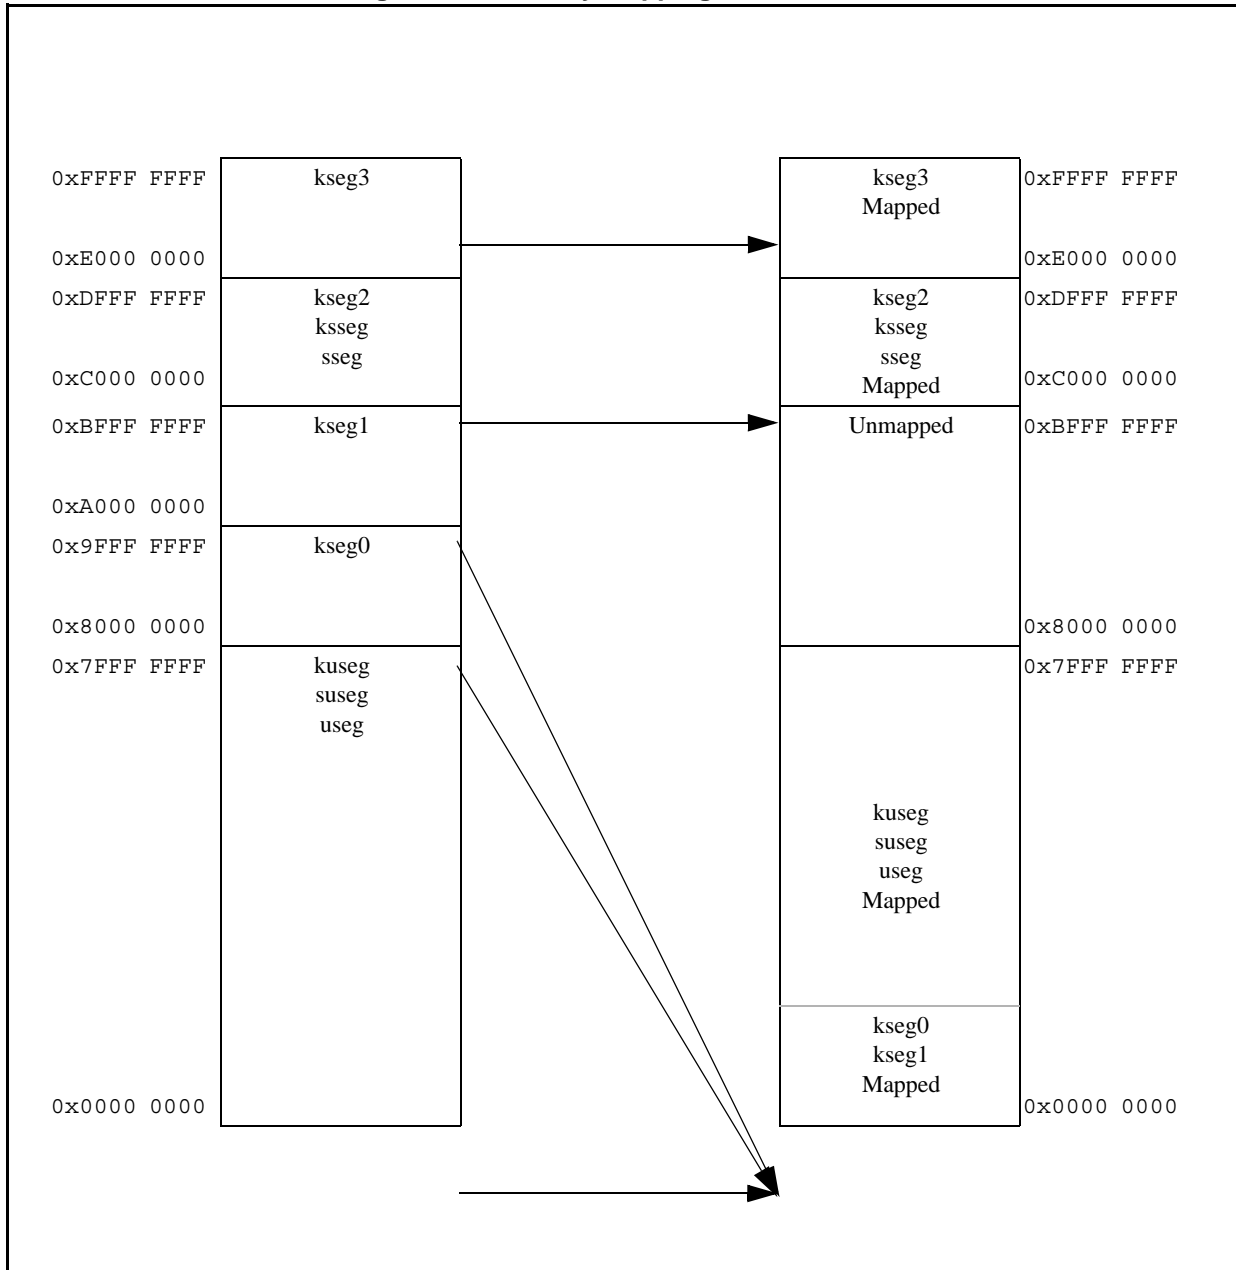 0xFFFF FFFF
0xE000 0000
0xDFFF FFFF
0xC000 0000
0xBFFF FFFF
0xA000 0000
0x9FFF FFFF
0x8000 0000
0x7FFF FFFF
0x0000 0000
kseg3
kseg2
ksseg
sseg
kseg1
kseg0
kuseg
suseg
useg
kseg3
Mapped
kseg2
ksseg
sseg
Mapped
Unmapped
kuseg
suseg
useg
Mapped
kseg0
kseg1
Mapped
0xFFFF FFFF
0xE000 0000
0xDFFF FFFF
0xC000 0000
0xBFFF FFFF
0x8000 0000
0x7FFF FFFF
0x0000 0000